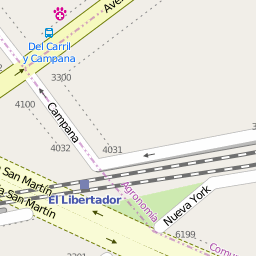 Ave
Del Carril
y Campana
3300
4100
Campana
4032
4031
3
San Martín
a San Martín
El Libertador
Agronomía
Nueva York
6199
Comu